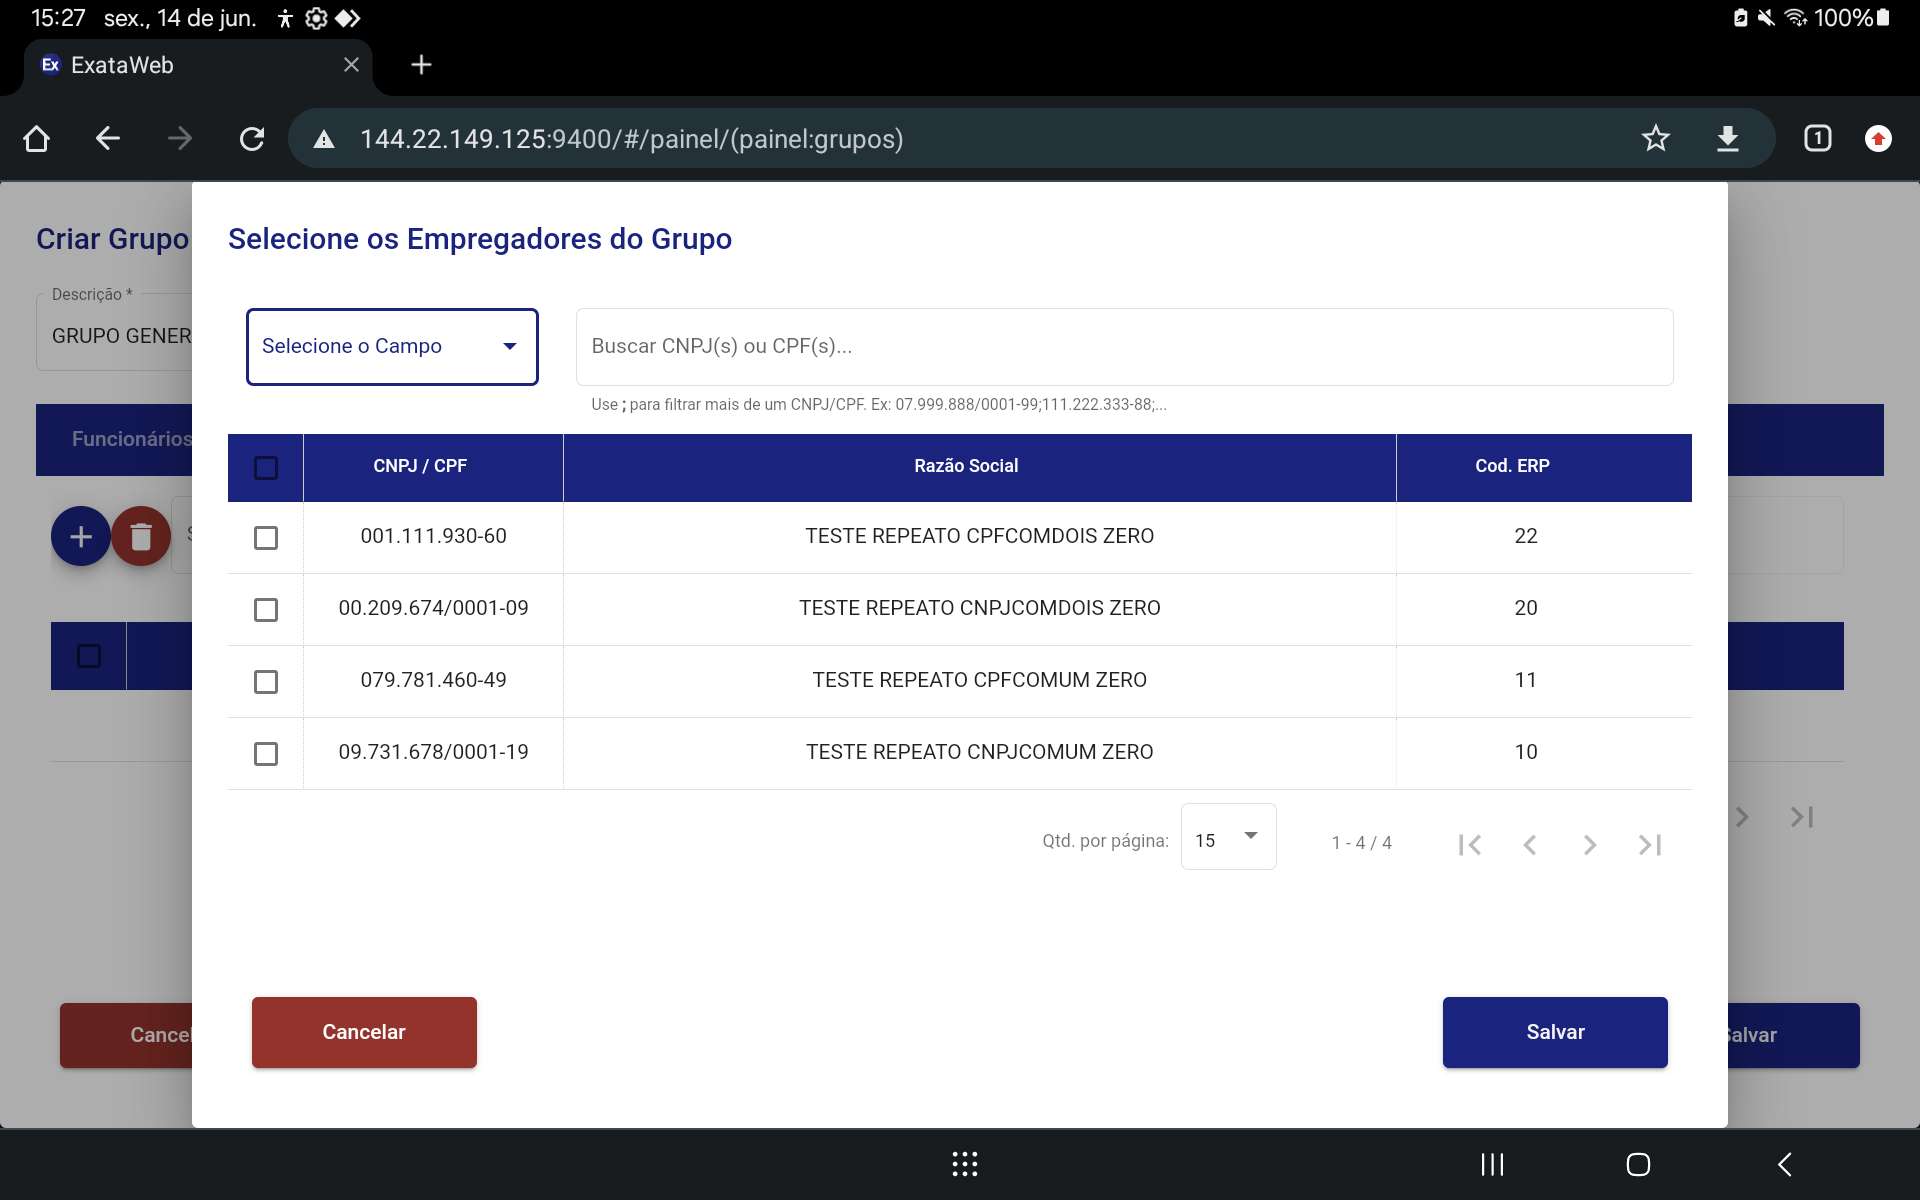 15:27 sex., 14 de jun. 100%
Ex ExataWeb
144.22.149.125:9400/#/painel/(painel:grupos) 1
Criar Grupo
Descrição *
GRUPO GENER
Funcionários
Selecione os Empregadores do Grupo
Selecione o Campo Buscar CNPJ(s) ou CPF(s)...
Use ; para filtrar mais de um CNPJ/CPF. Ex: 07.999.888/0001-99;111.222.333-88;...
CNPJ / CPF Razão Social Cod. ERP
001.111.930-60 TESTE REPEATO CPFCOMDOIS ZERO 22
00.209.674/0001-09 TESTE REPEATO CNPJCOMDOIS ZERO 20
079.781.460-49 TESTE REPEATO CPFCOMUM ZERO 11
09.731.678/0001-19 TESTE REPEATO CNPJCOMUM ZERO 10
Qtd. por página: 15 1 - 4 / 4
Cancelar Salvar
Cancel Salvar